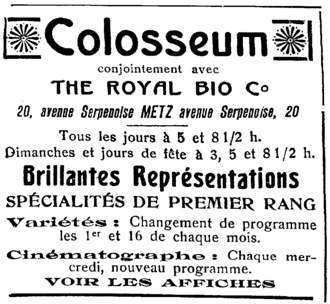 Colosseum
conjointement avec
THE ROYAL BIO Co
20, avenue Serpenoise METZ avenue Serpenoise, 20
Tous les jours à 5 et 8 1/2 h.
Dimanches et jours de fête à 3, 5 et 8 1/2 h.
Brillantes Représentations
SPÉCIALITÉS DE PREMIER RANG
Variétés : Changement de programme
les 1er et 16 de chaque mois.
Cinématographe : Chaque mer-
credi, nouveau programme.
VOIR LES AFFICHES